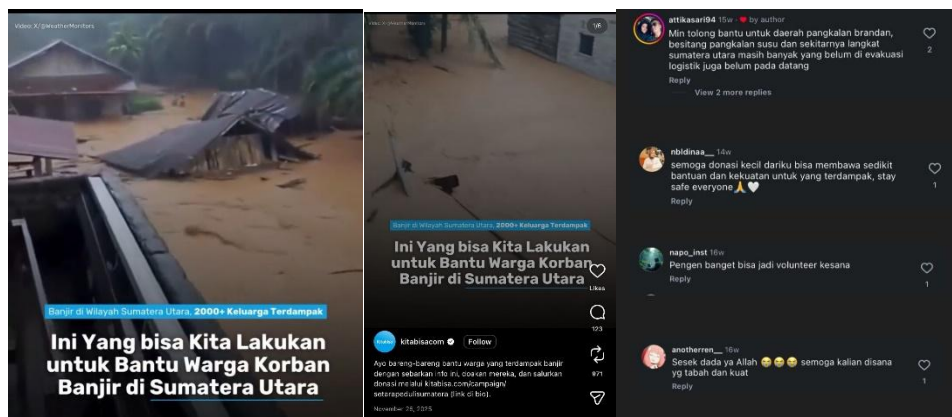 Video: X/@WeatherMonitors
Banjir di Wilayah Sumatera Utara, 2000+ Keluarga Terdampak
Ini Yang bisa Kita Lakukan
untuk Bantu Warga Korban
Banjir di Sumatera Utara
Video: X/@WeatherMonitors
1/6
Banjir di Wilayah Sumatera Utara, 2000+ Keluarga Terdampak
Ini Yang bisa Kita Lakukan
untuk Bantu Warga Korban
Banjir di Sumatera Utara
Likes
123
971
kitabisa
kitabisacom
Follow
Ayo bareng-bareng bantu warga yang terdampak banjir
dengan sebarkan info ini, doakan mereka, dan salurkan
donasi melalui kitabisa.com/campaign/
setarapedulisumatera (link di bio).
November 26, 2025
attikasari94 15w · by author
Min tolong bantu untuk daerah pangkalan brandan,
besitang pangkalan susu dan sekitarnya langkat
sumatera utara masih banyak yang belum di evakuasi
logistik juga belum pada datang
2
Reply
View 2 more replies
nbldinaa__ 14w
semoga donasi kecil dariku bisa membawa sedikit
bantuan dan kekuatan untuk yang terdampak, stay
safe everyone🙏🤍
1
Reply
napo_inst 16w
Pengen banget bisa jadi volunteer kesana
1
Reply
anotherren__ 16w
Sesek dada ya Allah 😭😭😭 semoga kalian disana
yg tabah dan kuat
1
Reply